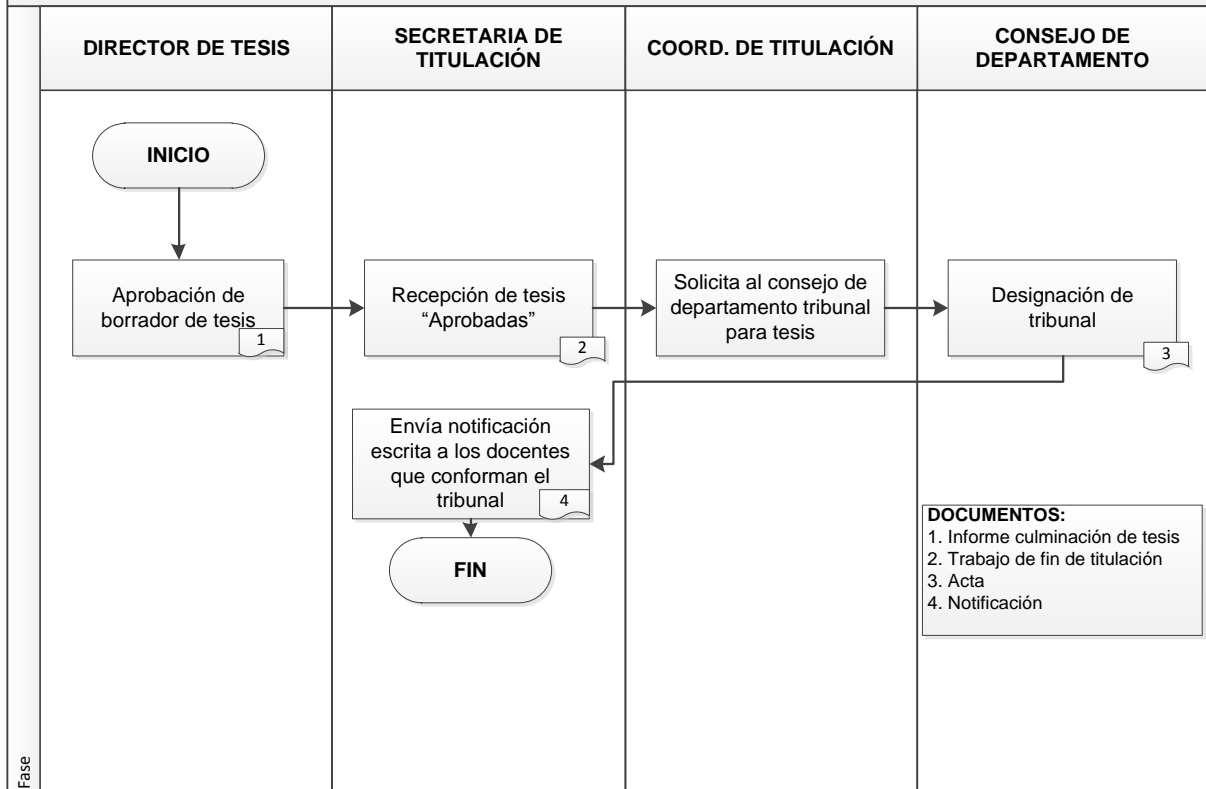 DIRECTOR DE TESIS
SECRETARIA DE
TITULACIÓN
COORD. DE TITULACIÓN
CONSEJO DE
DEPARTAMENTO
INICIO
Aprobación de
borrador de tesis
1
Recepción de tesis
“Aprobadas”
2
Solicita al consejo de
departamento tribunal
para tesis
Designación de
tribunal
3
Envía notificación
escrita a los docentes
que conforman el
tribunal
4
FIN
DOCUMENTOS:
1. Informe culminación de tesis
2. Trabajo de fin de titulación
3. Acta
4. Notificación
Fase